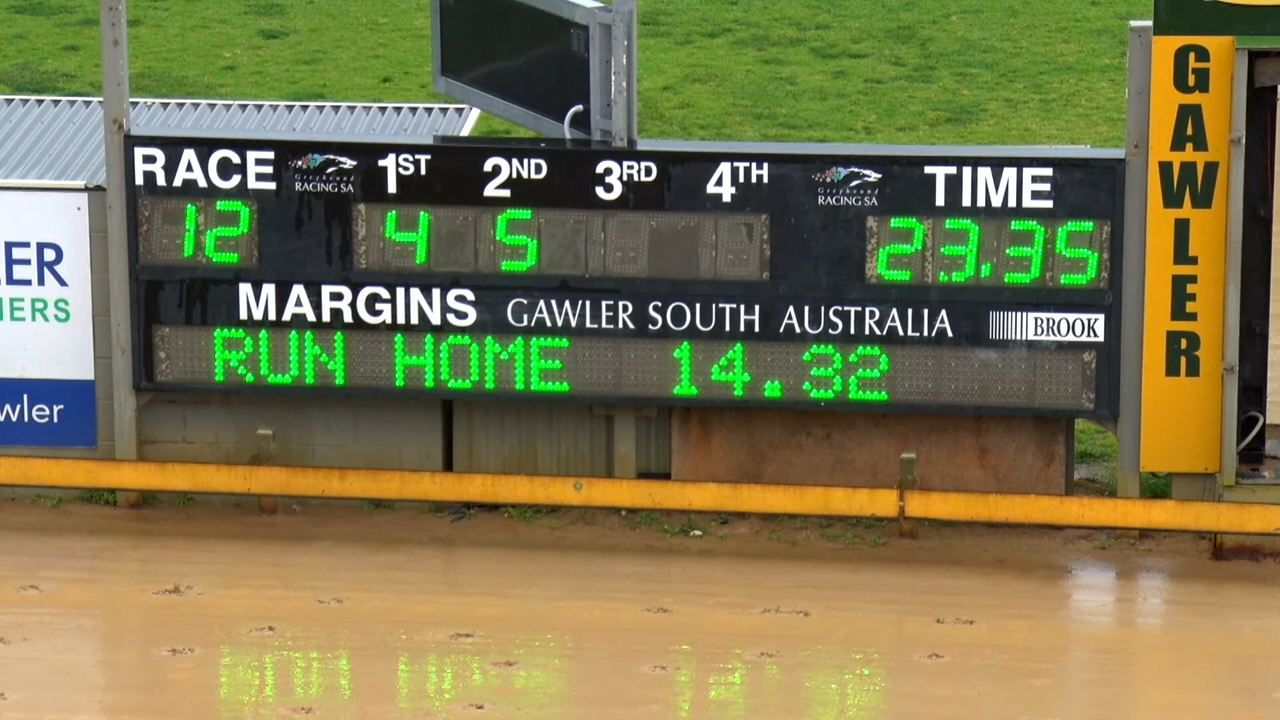 RACE Greyhound RACING SA 1ST 2ND 3RD 4TH Greyhound RACING SA TIME
12 4 5 23.35
MARGINS GAWLER SOUTH AUSTRALIA BROOK
RUN HOME 14.32
GAWLER
ER
ERS
wler